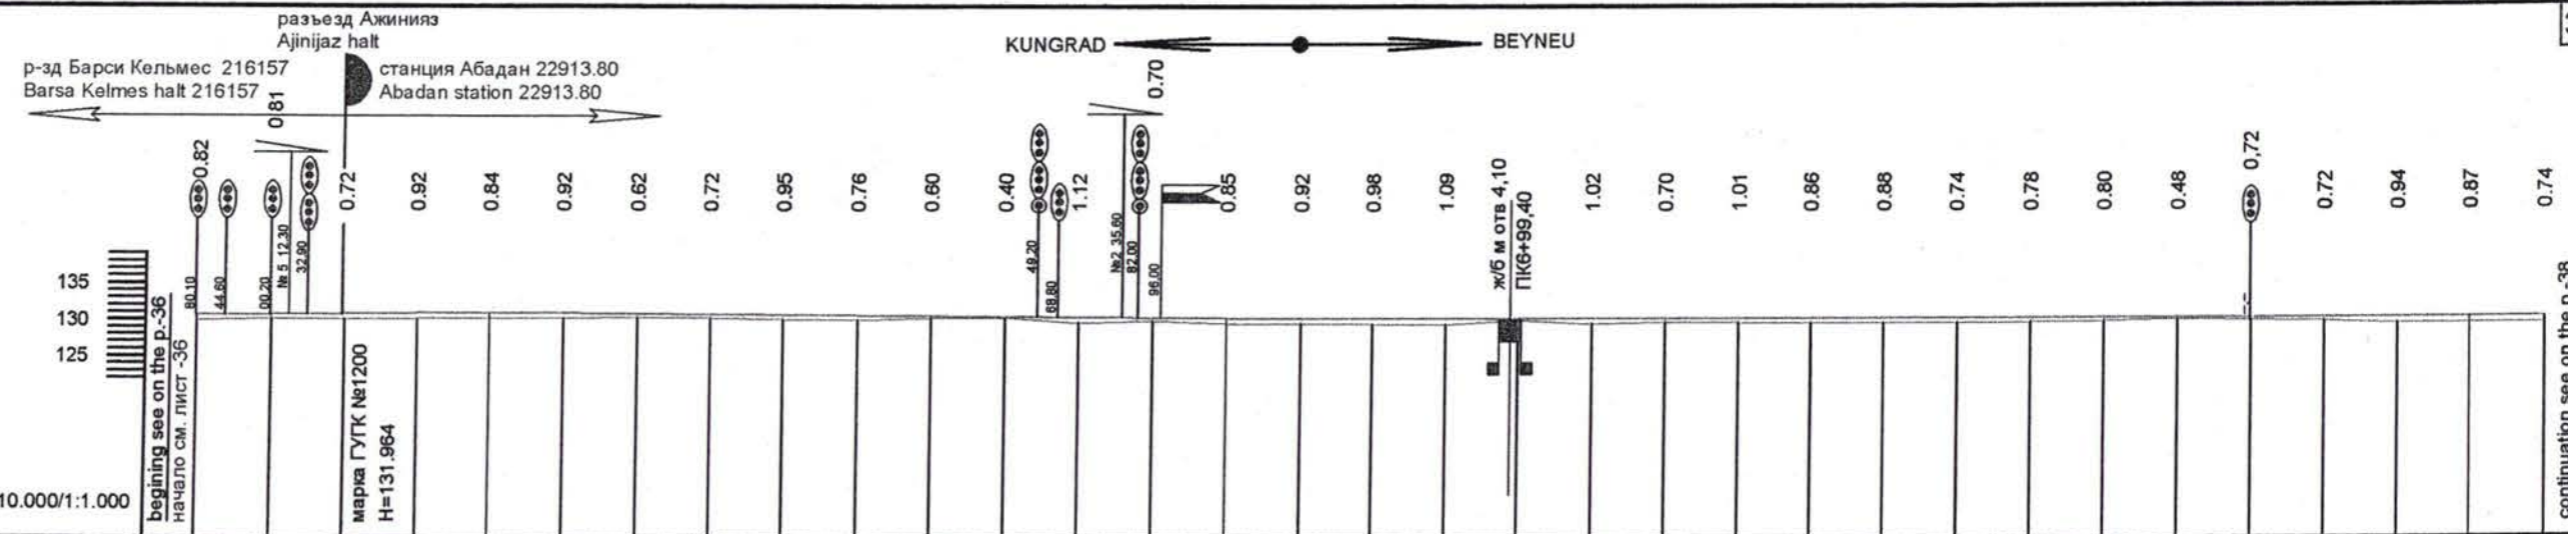 разъезд Ажинияз
Ajinijaz halt
р-зд Барси Кельмес 216157
Barsa Kelmes halt 216157
станция Абадан 22913.80
Abadan station 22913.80
KUNGRAD
BEYNEU
0.82
0.81
0.72
0.92
0.84
0.92
0.62
0.72
0.95
0.76
0.60
0.40
1.12
0.70
0.85
0.92
0.98
1.09
ж/б м отв 4,10
ПК6+99,40
1.02
0.70
1.01
0.86
0.88
0.74
0.78
0.80
0.48
0,72
0.72
0.94
0.87
0.74
80.10
44.60
00.20
№ 5 12.30
32.90
49.20
68.80
№2 35.60
82.00
96.00
135
130
125
begining see on the p.-36
начало см. лист -36
марка ГУГК №1200
H=131.964
10.000/1:1.000
continuation see on the p.-38